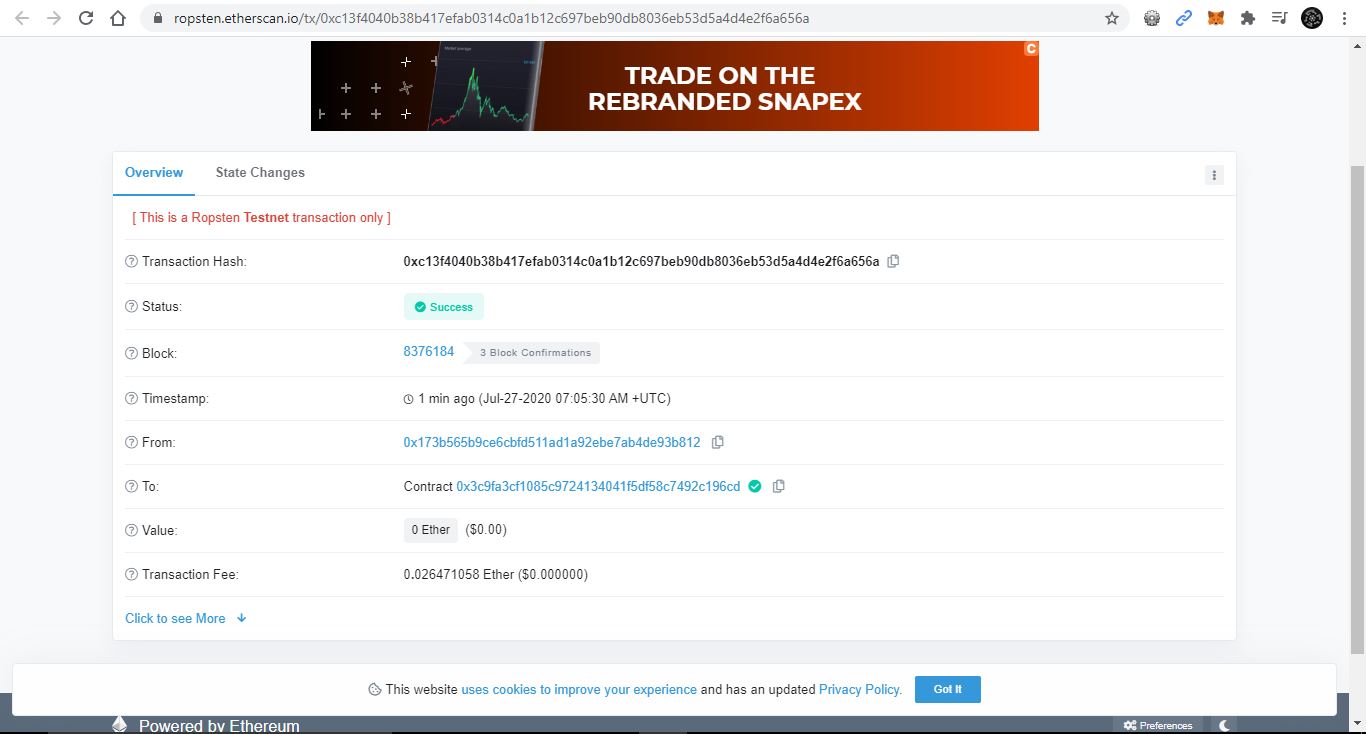 ropsten.etherscan.io/tx/0xc13f4040b38b417efab0314c0a1b12c697beb90db8036eb53d5a4d4e2f6a656a
TRADE ON THE
REBRANDED SNAPEX
C
Overview State Changes
[ This is a Ropsten Testnet transaction only ]
Transaction Hash: 0xc13f4040b38b417efab0314c0a1b12c697beb90db8036eb53d5a4d4e2f6a656a
Status: Success
Block: 8376184 3 Block Confirmations
Timestamp: 1 min ago (Jul-27-2020 07:05:30 AM +UTC)
From: 0x173b565b9ce6cbfd511ad1a92ebe7ab4de93b812
To: Contract 0x3c9fa3cf1085c9724134041f5df58c7492c196cd
Value: 0 Ether ($0.00)
Transaction Fee: 0.026471058 Ether ($0.000000)
Click to see More
This website uses cookies to improve your experience and has an updated Privacy Policy. Got It
Powered by Ethereum
Preferences